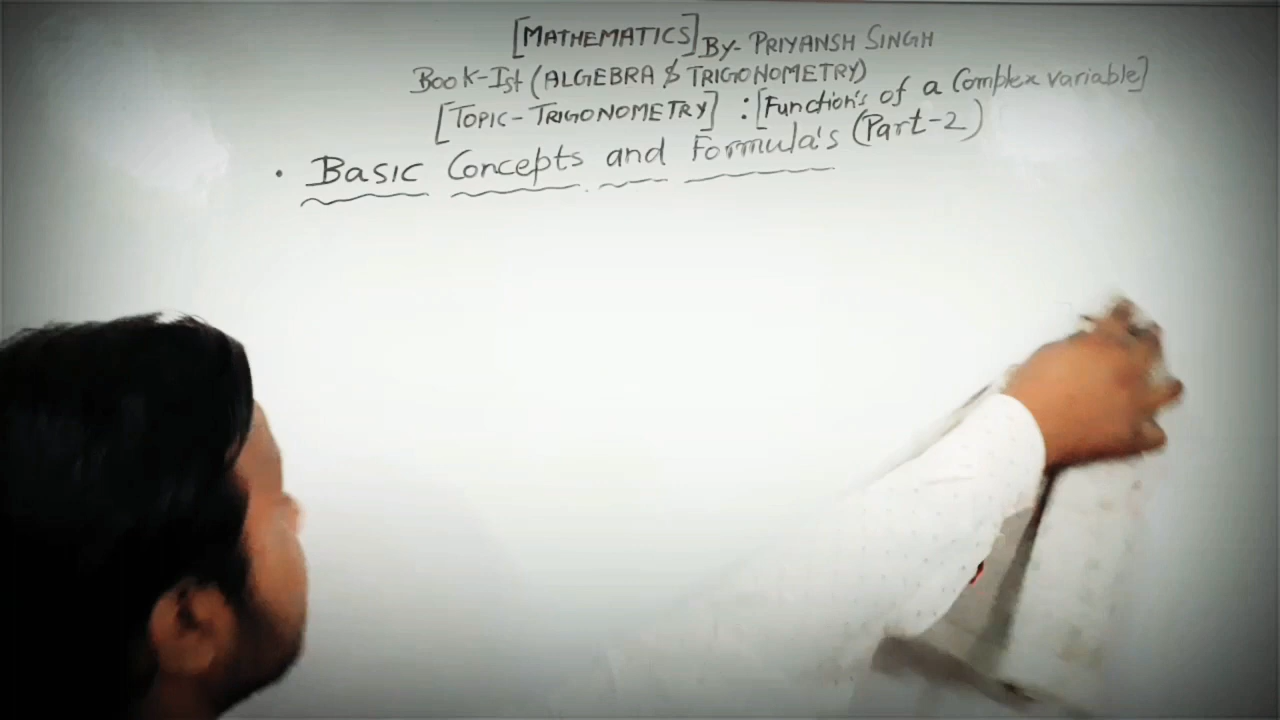 [MATHEMATICS] By- PRIYANSH SINGH
Book-Ist (ALGEBRA & TRIGONOMETRY)
[TOPIC- TRIGONOMETRY] : [Function's of a Complex variable]
• Basic Concepts and Formula's (Part-2)